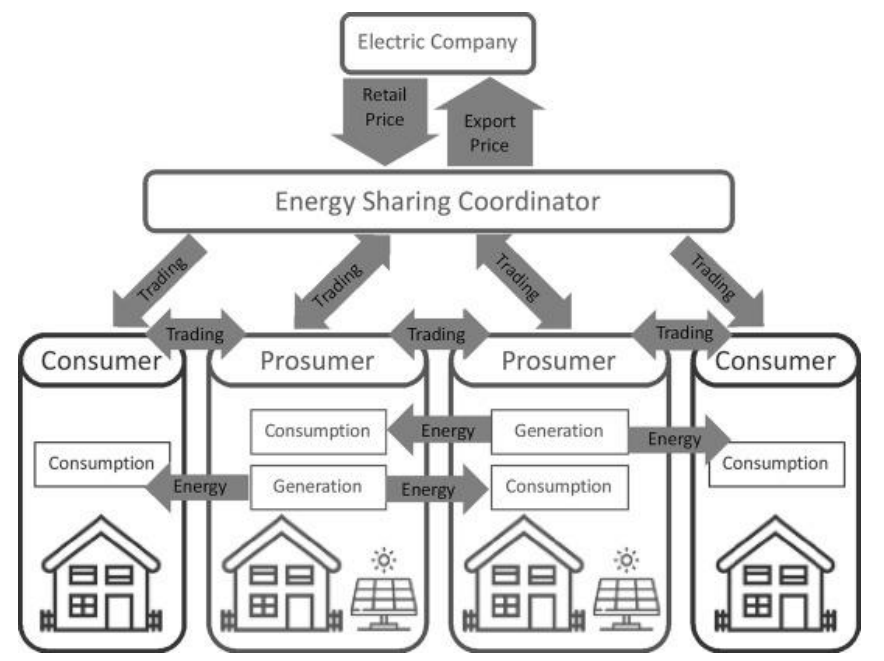 Electric Company
Retail
Price
Export
Price
Energy Sharing Coordinator
Trading
Trading
Trading
Trading
Trading
Trading
Trading
Consumer
Prosumer
Prosumer
Consumer
Consumption
Energy
Generation
Energy
Consumption
Consumption
Energy
Generation
Energy
Consumption